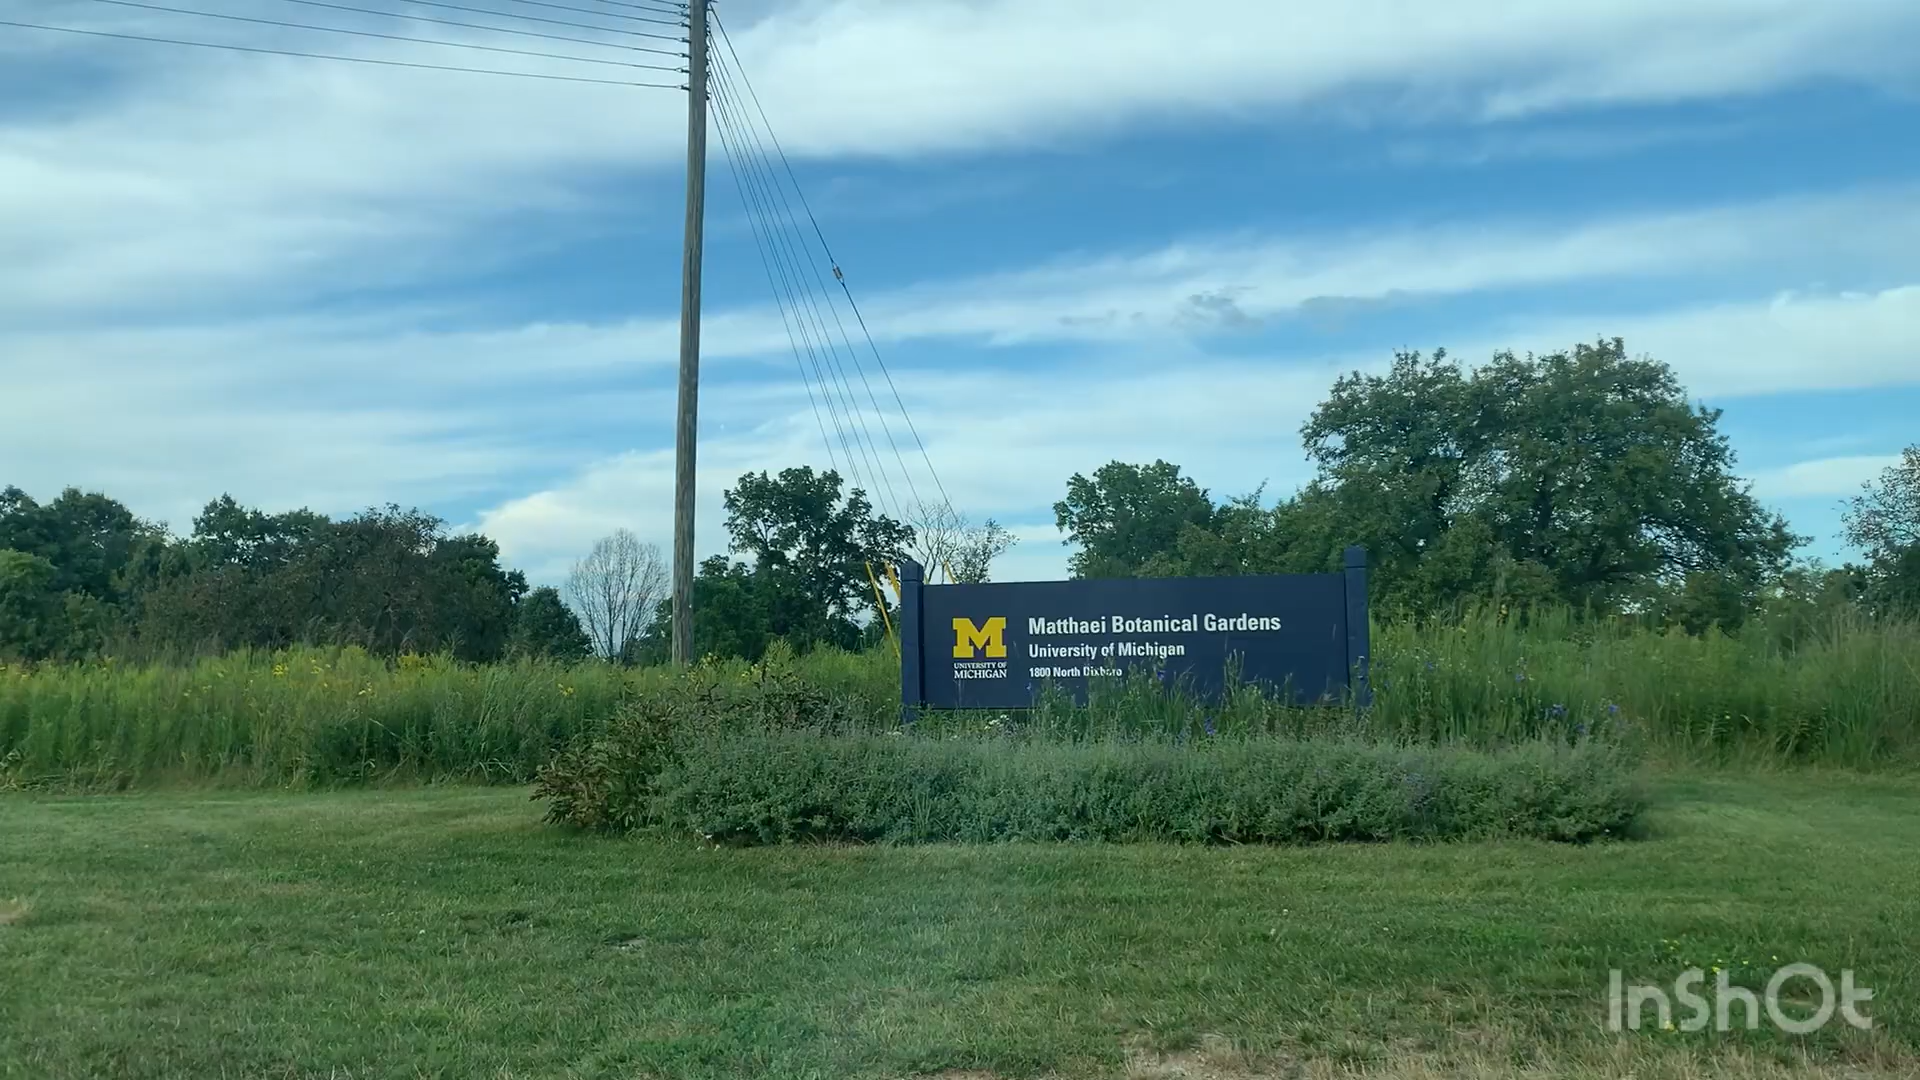 M
UNIVERSITY OF
MICHIGAN
Matthaei Botanical Gardens
University of Michigan
1800 North Dixboro
InShOt